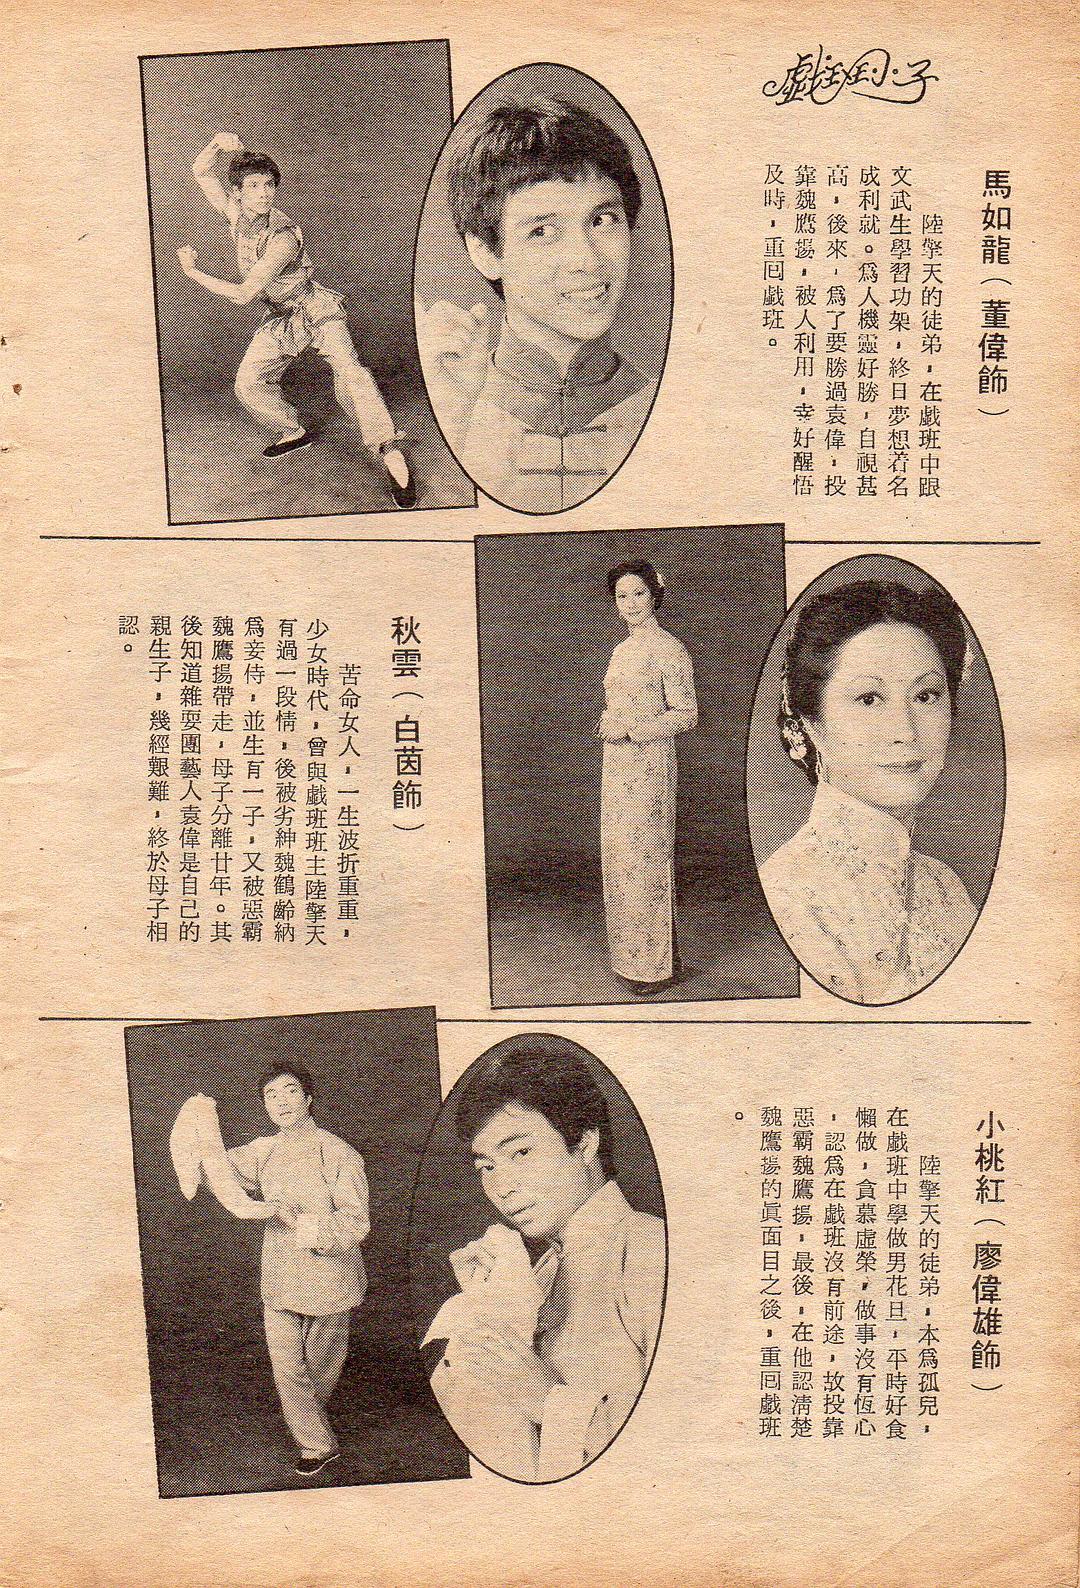 戲班小子
馬如龍（董偉飾）
陸擎天的徒弟，在戲班中跟
文武生學習功架，終日夢想着名
成利就。為人機靈好勝，自視甚
高，後來，為了要勝過袁偉，投
靠魏鷹揚，被人利用，幸好醒悟
及時，重回戲班。
秋雲（白茵飾）
苦命女人，一生波折重重，
少女時代，曾與戲班班主陸擎天
有過一段情，後被劣紳魏鶴齡納
為妾侍，並生有一子，又被惡霸
魏鷹揚帶走，母子分離廿年。其
後知道雜耍團藝人袁偉是自己的
親生子，幾經艱難，終於母子相
認。
小桃紅（廖偉雄飾）
陸擎天的徒弟，本為孤兒，
在戲班中學做男花旦，平時好食
懶做，貪慕虛榮，做事沒有恆心
，認為在戲班沒有前途，故投靠
惡霸魏鷹揚，最後，在他認清楚
魏鷹揚的眞面目之後，重回戲班
。